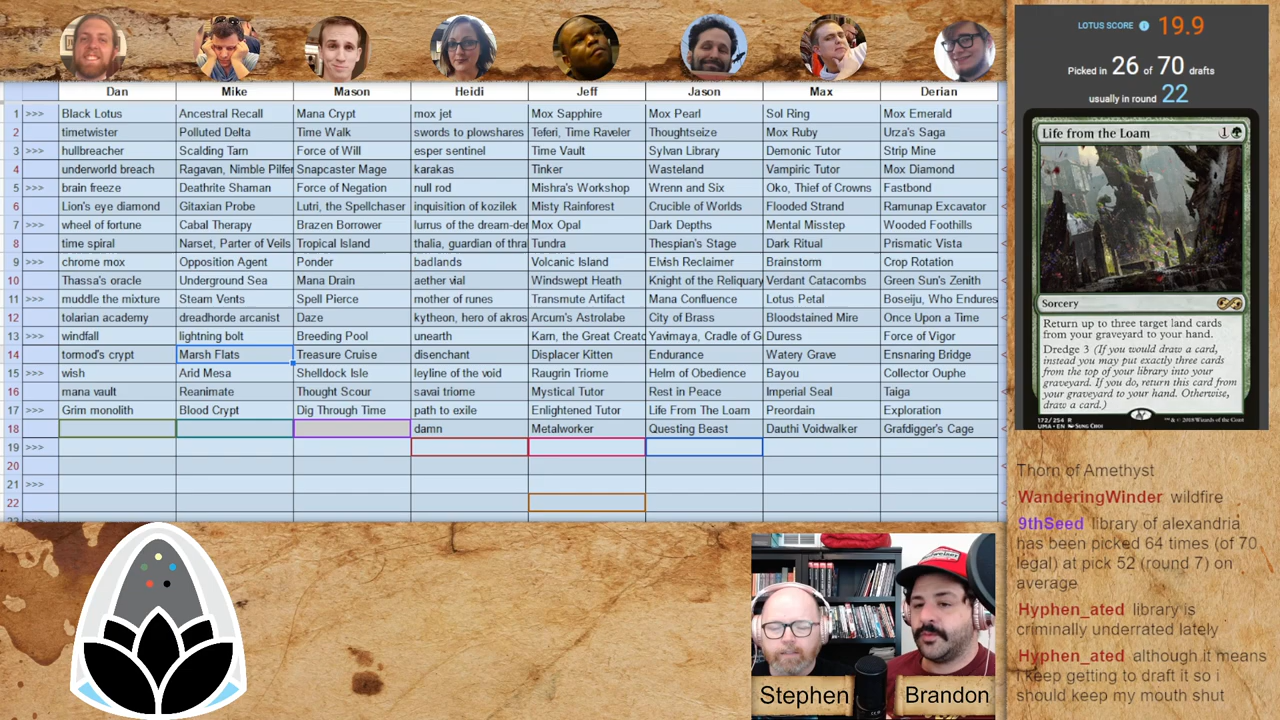 Dan Mike Mason Heidi Jeff Jason Max Derian
1 >>> Black Lotus Ancestral Recall Mana Crypt mox jet Mox Sapphire Mox Pearl Sol Ring Mox Emerald
2 timetwister Polluted Delta Time Walk swords to plowshares Teferi, Time Raveler Thoughtseize Mox Ruby Urza's Saga
3 >>> hullbreacher Scalding Tarn Force of Will esper sentinel Time Vault Sylvan Library Demonic Tutor Strip Mine
4 underworld breach Ragavan, Nimble Pilfer Snapcaster Mage karakas Tinker Wasteland Vampiric Tutor Mox Diamond
5 >>> brain freeze Deathrite Shaman Force of Negation null rod Mishra's Workshop Wrenn and Six Oko, Thief of Crowns Fastbond
6 Lion's eye diamond Gitaxian Probe Lutri, the Spellchaser inquisition of kozilek Misty Rainforest Crucible of Worlds Flooded Strand Ramunap Excavator
7 >>> wheel of fortune Cabal Therapy Brazen Borrower lurrus of the dream-den Mox Opal Dark Depths Mental Misstep Wooded Foothills
8 time spiral Narset, Parter of Veils Tropical Island thalia, guardian of thra Tundra Thespian's Stage Dark Ritual Prismatic Vista
9 >>> chrome mox Opposition Agent Ponder badlands Volcanic Island Elvish Reclaimer Brainstorm Crop Rotation
10 Thassa's oracle Underground Sea Mana Drain aether vial Windswept Heath Knight of the Reliquary Verdant Catacombs Green Sun's Zenith
11 >>> muddle the mixture Steam Vents Spell Pierce mother of runes Transmute Artifact Mana Confluence Lotus Petal Boseiju, Who Endures
12 tolarian academy dreadhorde arcanist Daze kytheon, hero of akros Arcum's Astrolabe City of Brass Bloodstained Mire Once Upon a Time
13 >>> windfall lightning bolt Breeding Pool unearth Karn, the Great Creato Yavimaya, Cradle of G Duress Force of Vigor
14 tormod's crypt Marsh Flats Treasure Cruise disenchant Displacer Kitten Endurance Watery Grave Ensnaring Bridge
15 >>> wish Arid Mesa Shelldock Isle leyline of the void Raugrin Triome Helm of Obedience Bayou Collector Ouphe
16 mana vault Reanimate Thought Scour savai triome Mystical Tutor Rest in Peace Imperial Seal Taiga
17 >>> Grim monolith Blood Crypt Dig Through Time path to exile Enlightened Tutor Life From The Loam Preordain Exploration
18 damn Metalworker Questing Beast Dauthi Voidwalker Grafdigger's Cage
19 >>>
20
21 >>>
22
LOTUS SCORE 19.9
Picked in 26 of 70 drafts
usually in round 22
Life from the Loam 1
Sorcery
Return up to three target land cards
from your graveyard to your hand.
Dredge 3 (If you would draw a card,
instead you may put exactly three cards
from the top of your library into your
graveyard. If you do, return this card from
your graveyard to your hand. Otherwise,
draw a card.)
172/254 R
Thorn of Amethyst
WanderingWinder wildfire
9thSeed library of alexandria
has been picked 64 times (of 70
legal) at pick 52 (round 7) on
average
Hyphen_ated library is
criminally underrated lately
Hyphen_ated although it means
i keep getting to draft it so i
should keep my mouth shut
Stephen Brandon